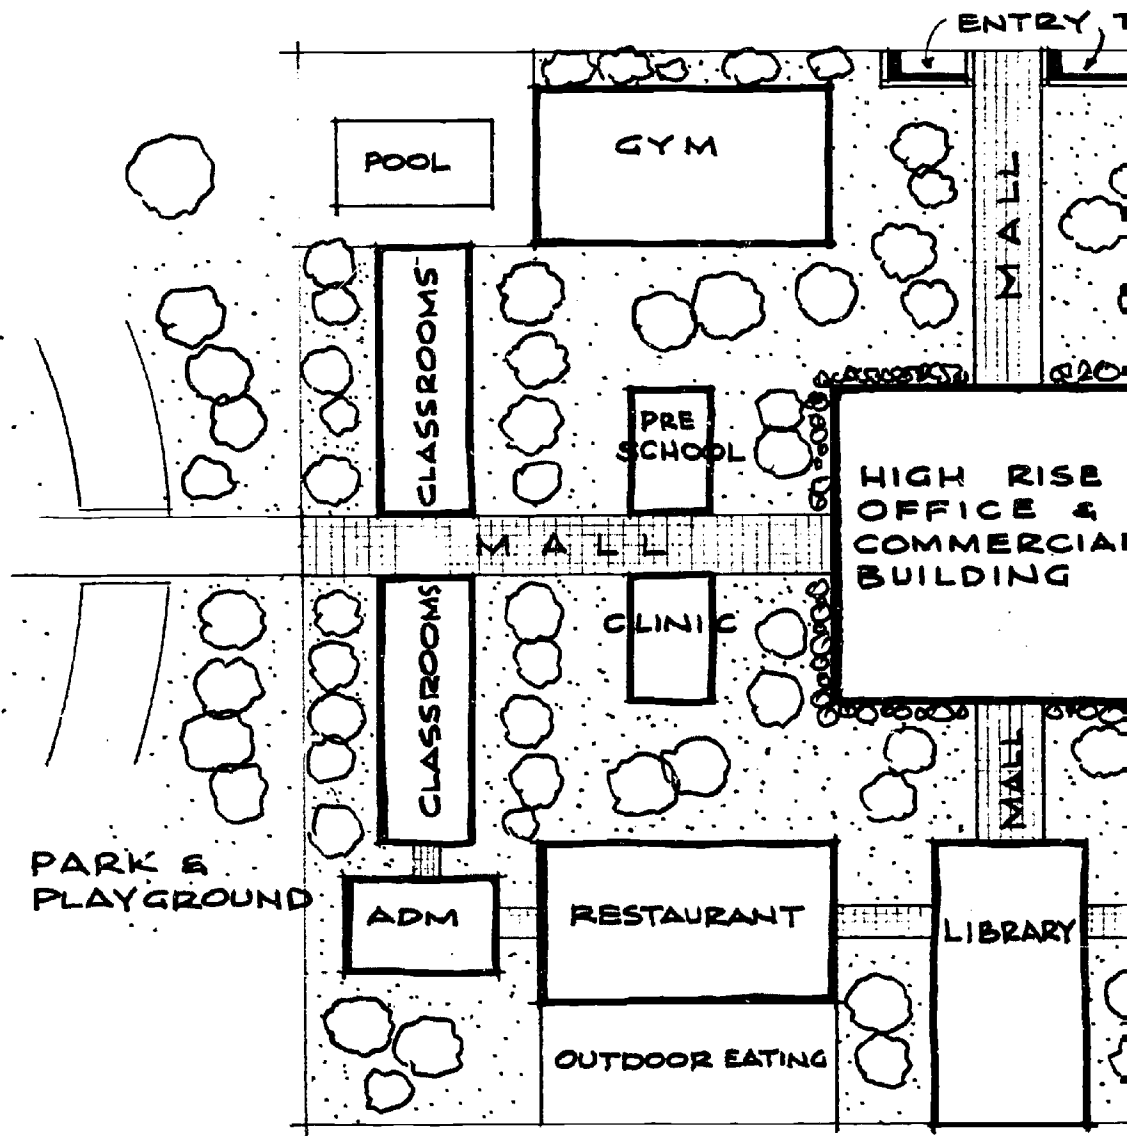 ENTRY,
POOL
GYM
MALL
CLASSROOMS
PRE
SCHOOL
HIGH RISE
OFFICE &
COMMERCIAL
BUILDING
MALL
CLINIC
CLASSROOMS
MALL
PARK &
PLAYGROUND
ADM
RESTAURANT
LIBRARY
OUTDOOR EATING